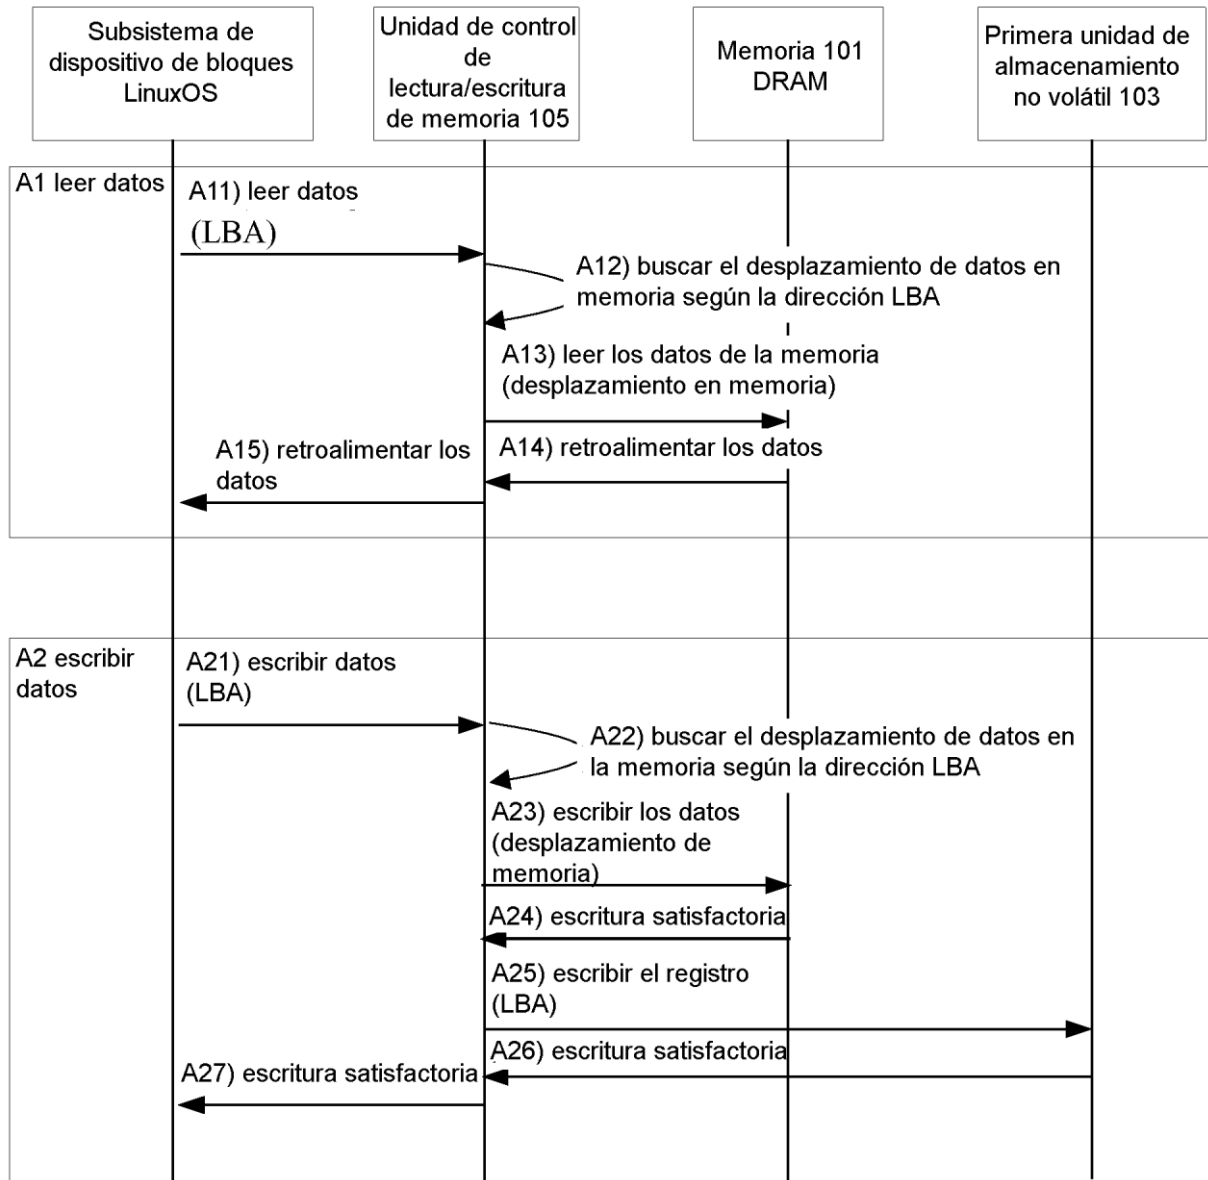 Subsistema de
dispositivo de bloques
LinuxOS
Unidad de control
de
lectura/escritura
de memoria 105
Memoria 101
DRAM
Primera unidad de
almacenamiento
no volátil 103
A1 leer datos
A11) leer datos
(LBA)
A12) buscar el desplazamiento de datos en
memoria según la dirección LBA
A13) leer los datos de la memoria
(desplazamiento en memoria)
A14) retroalimentar los datos
A15) retroalimentar los
datos
A2 escribir
datos
A21) escribir datos
(LBA)
A22) buscar el desplazamiento de datos en
la memoria según la dirección LBA
A23) escribir los datos
(desplazamiento de
memoria)
A24) escritura satisfactoria
A25) escribir el registro
(LBA)
A26) escritura satisfactoria
A27) escritura satisfactoria